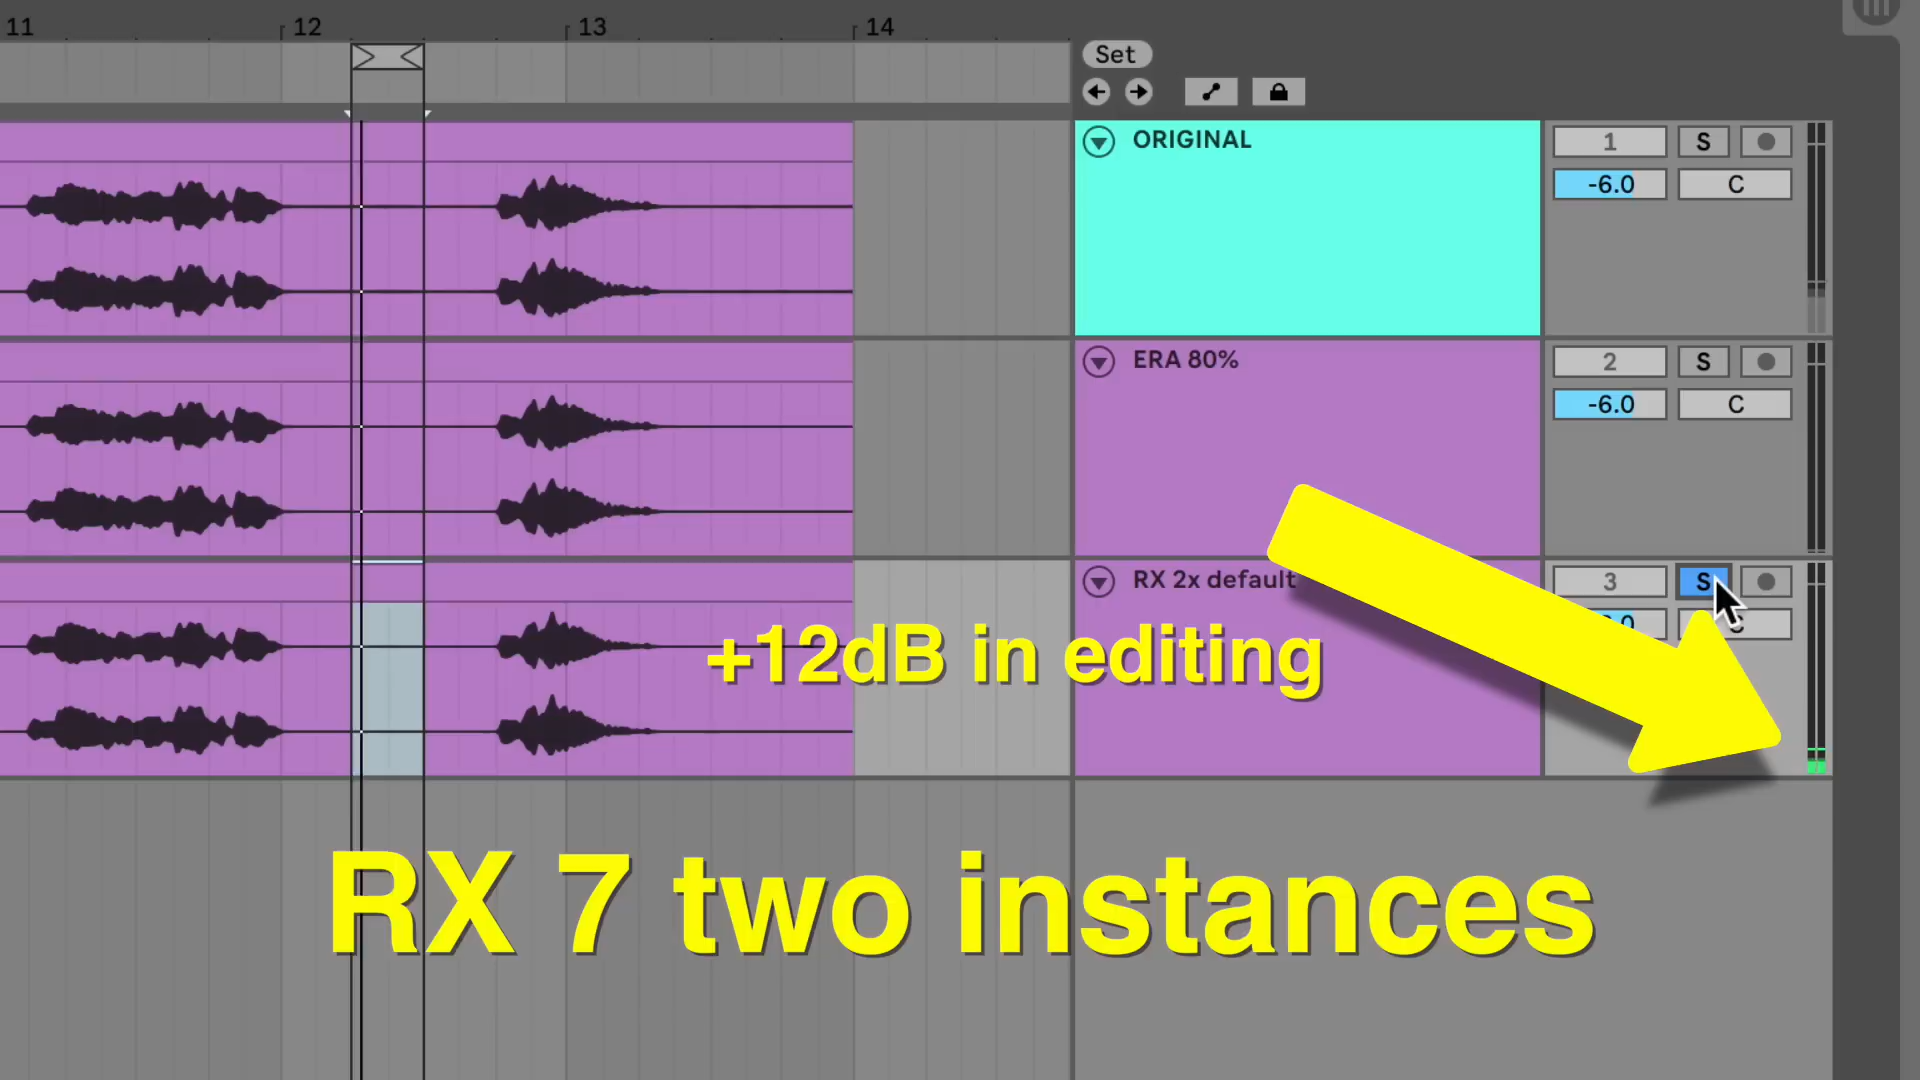 11 12 13 14
Set
ORIGINAL 1 S
-6.0 C
ERA 80% 2 S
-6.0 C
RX 2x default 3 S
C
+12dB in editing
RX 7 two instances